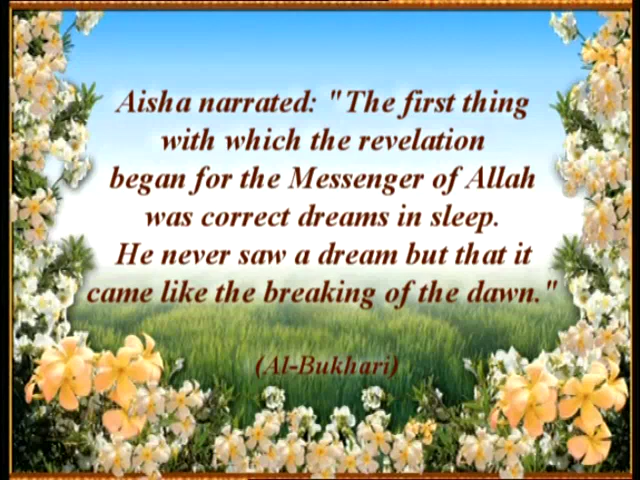 Aisha narrated: "The first thing
with which the revelation
began for the Messenger of Allah
was correct dreams in sleep.
He never saw a dream but that it
came like the breaking of the dawn."
(Al-Bukhari)